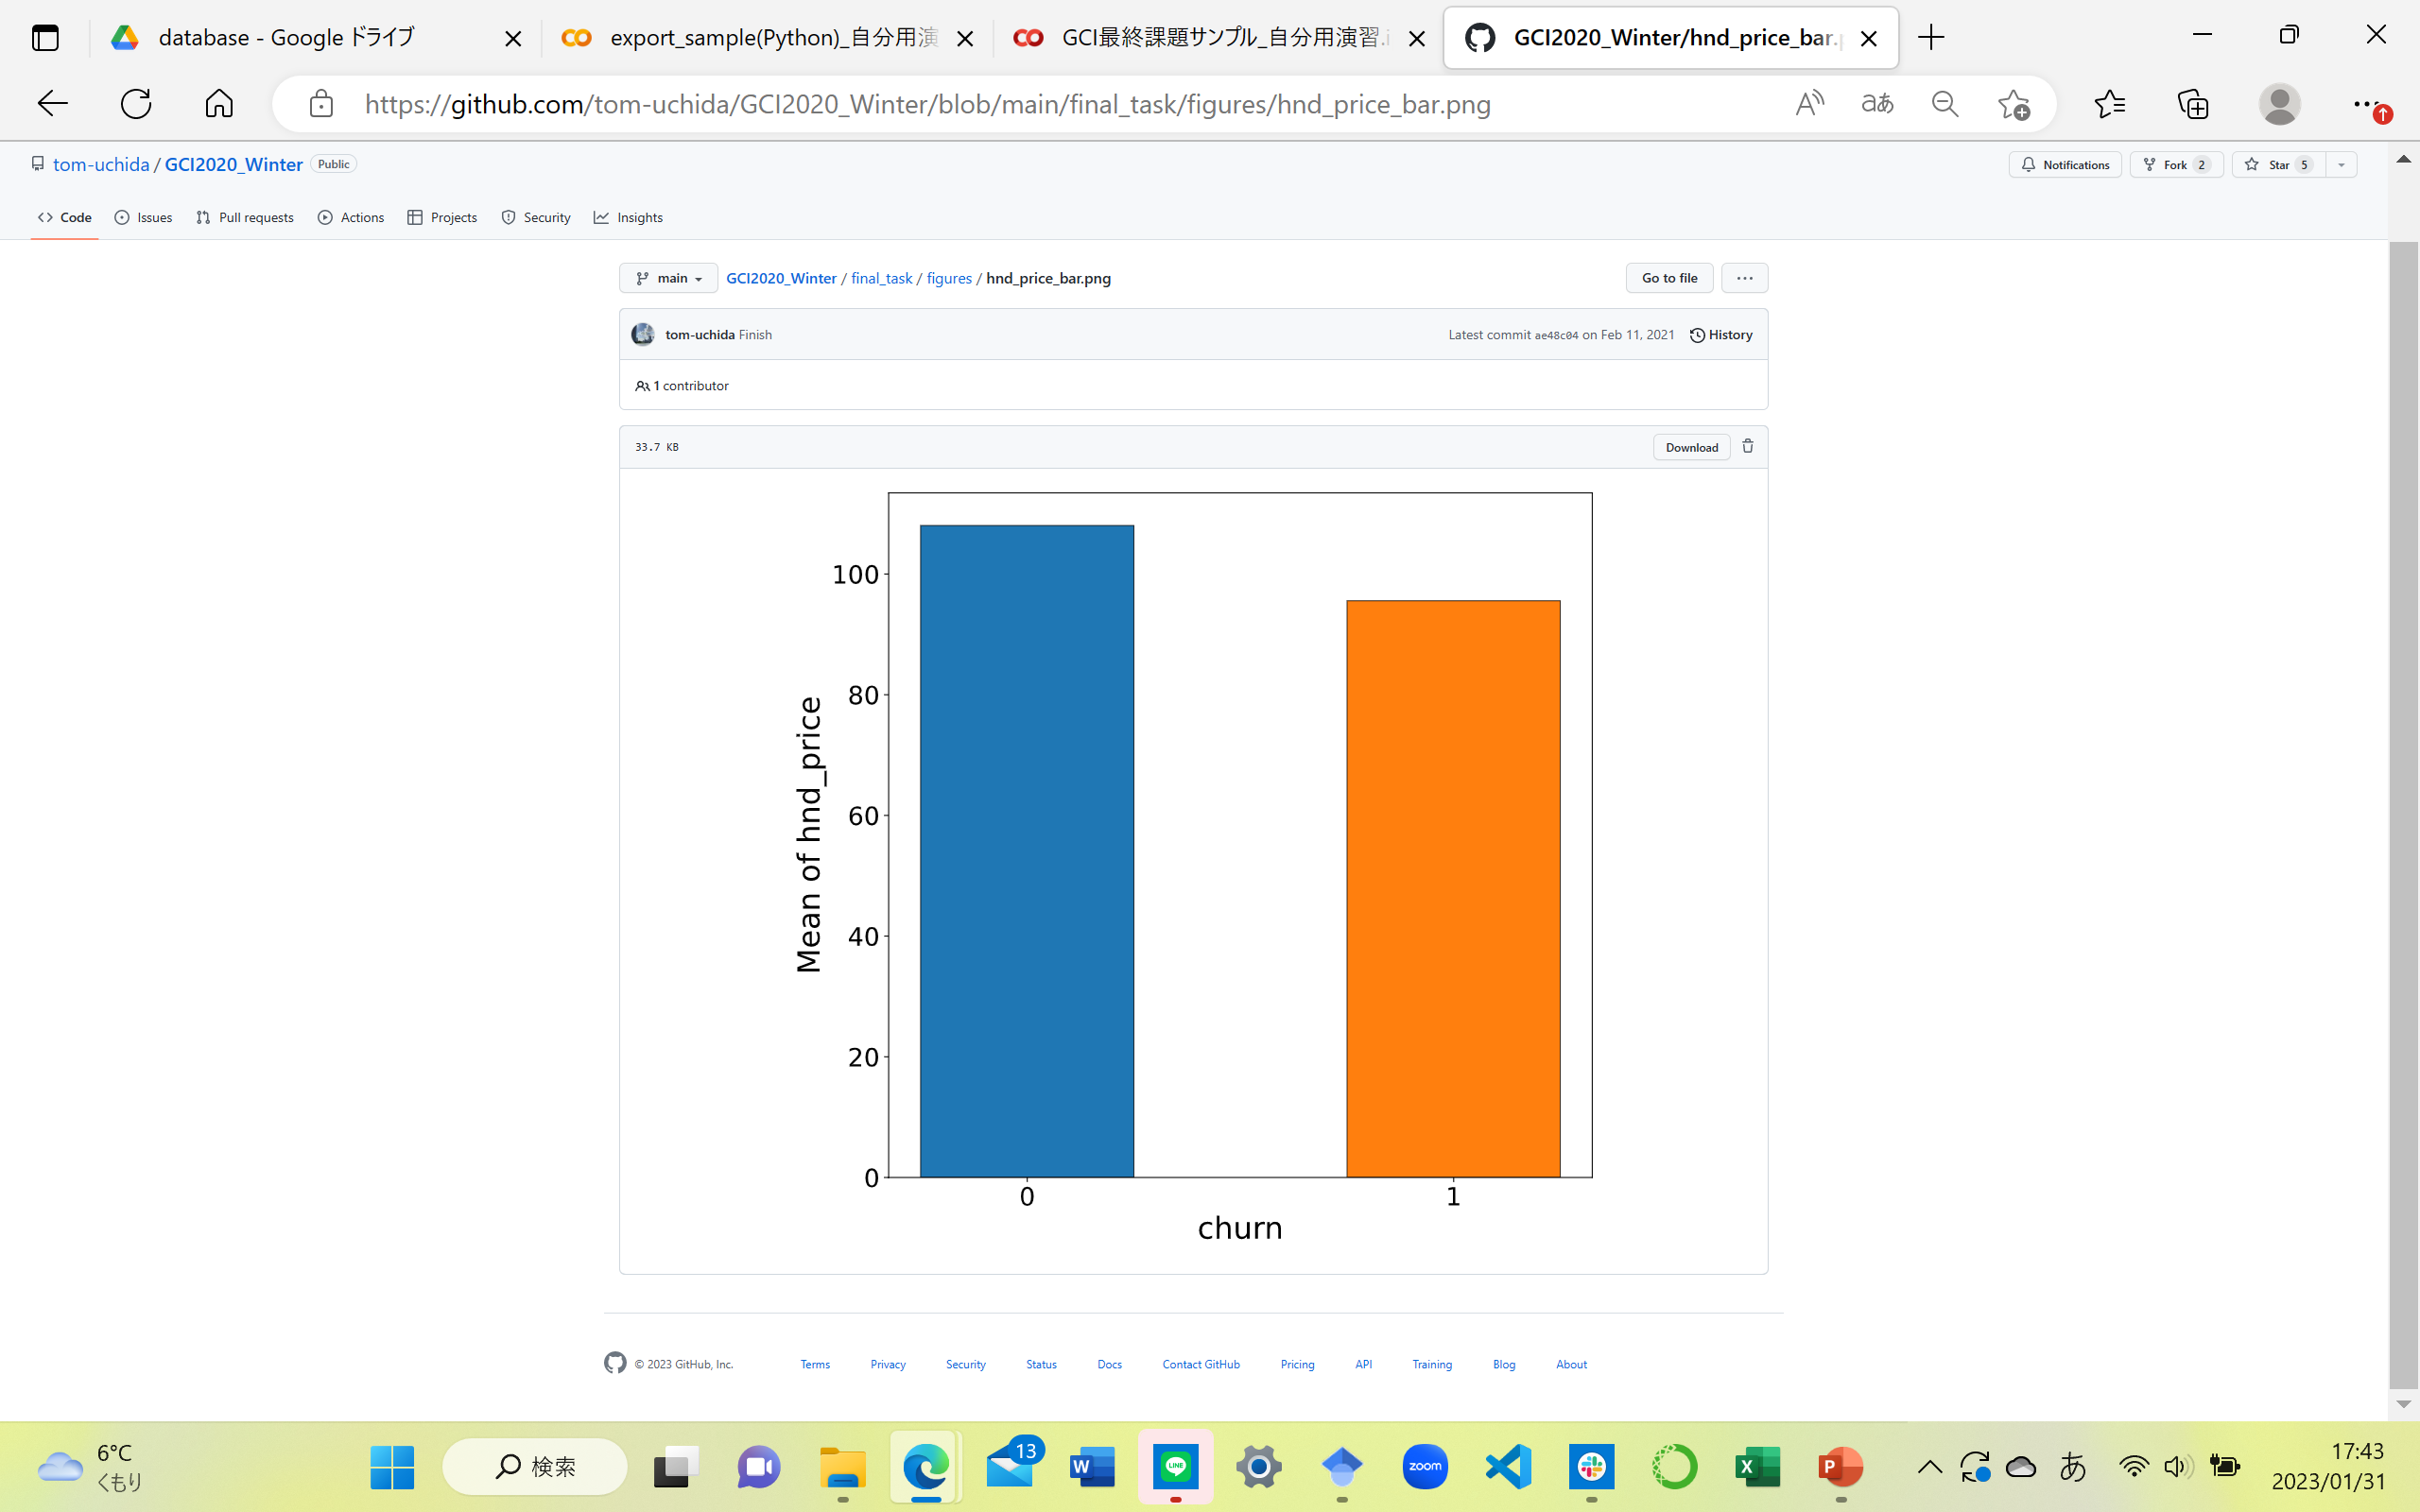 database - Google ドライブ
export_sample(Python)_自分用演
GCI最終課題サンプル_自分用演習.i
GCI2020_Winter/hnd_price_bar.p
https://github.com/tom-uchida/GCI2020_Winter/blob/main/final_task/figures/hnd_price_bar.png
tom-uchida / GCI2020_Winter Public
Notifications Fork 2 Star 5
Code Issues Pull requests Actions Projects Security Insights
main GCI2020_Winter / final_task / figures / hnd_price_bar.png Go to file
tom-uchida Finish Latest commit ae48c04 on Feb 11, 2021 History
1 contributor
33.7 KB Download
Mean of hnd_price
100
80
60
40
20
0
0 1
churn
© 2023 GitHub, Inc. Terms Privacy Security Status Docs Contact GitHub Pricing API Training Blog About
6°C
くもり
検索
13
W
LINE
zoom
X
P
あ
17:43
2023/01/31